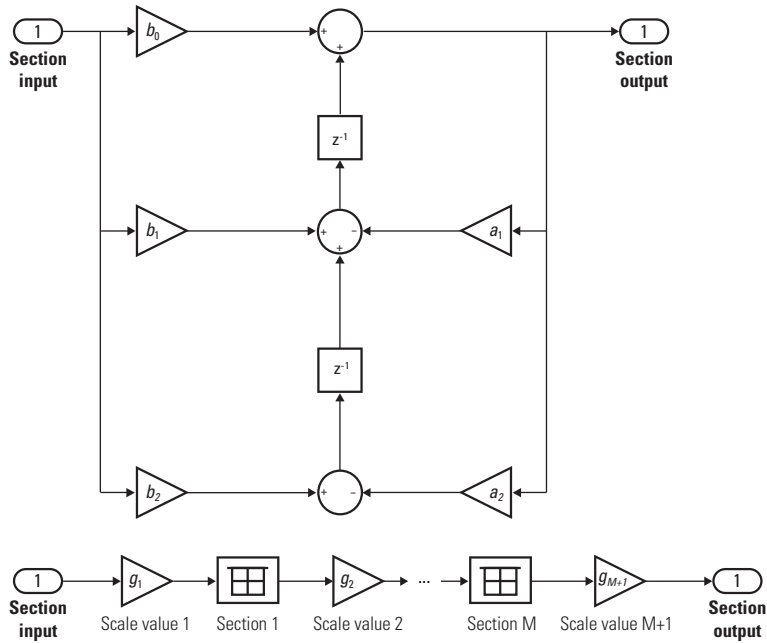 1 b0 + + 1
Section input
Section output
z-1
b1 + + − a1
z-1
b2 + − a2
1 g1 g2 ... gM+1 1
Section input
Scale value 1 Section 1 Scale value 2 Section M Scale value M+1
Section output